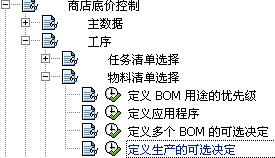 商店底价控制
主数据
工序
任务清单选择
物料清单选择
定义 BOM 用途的优先级
定义应用程序
定义多个 BOM 的可选决定
定义生产的可选决定